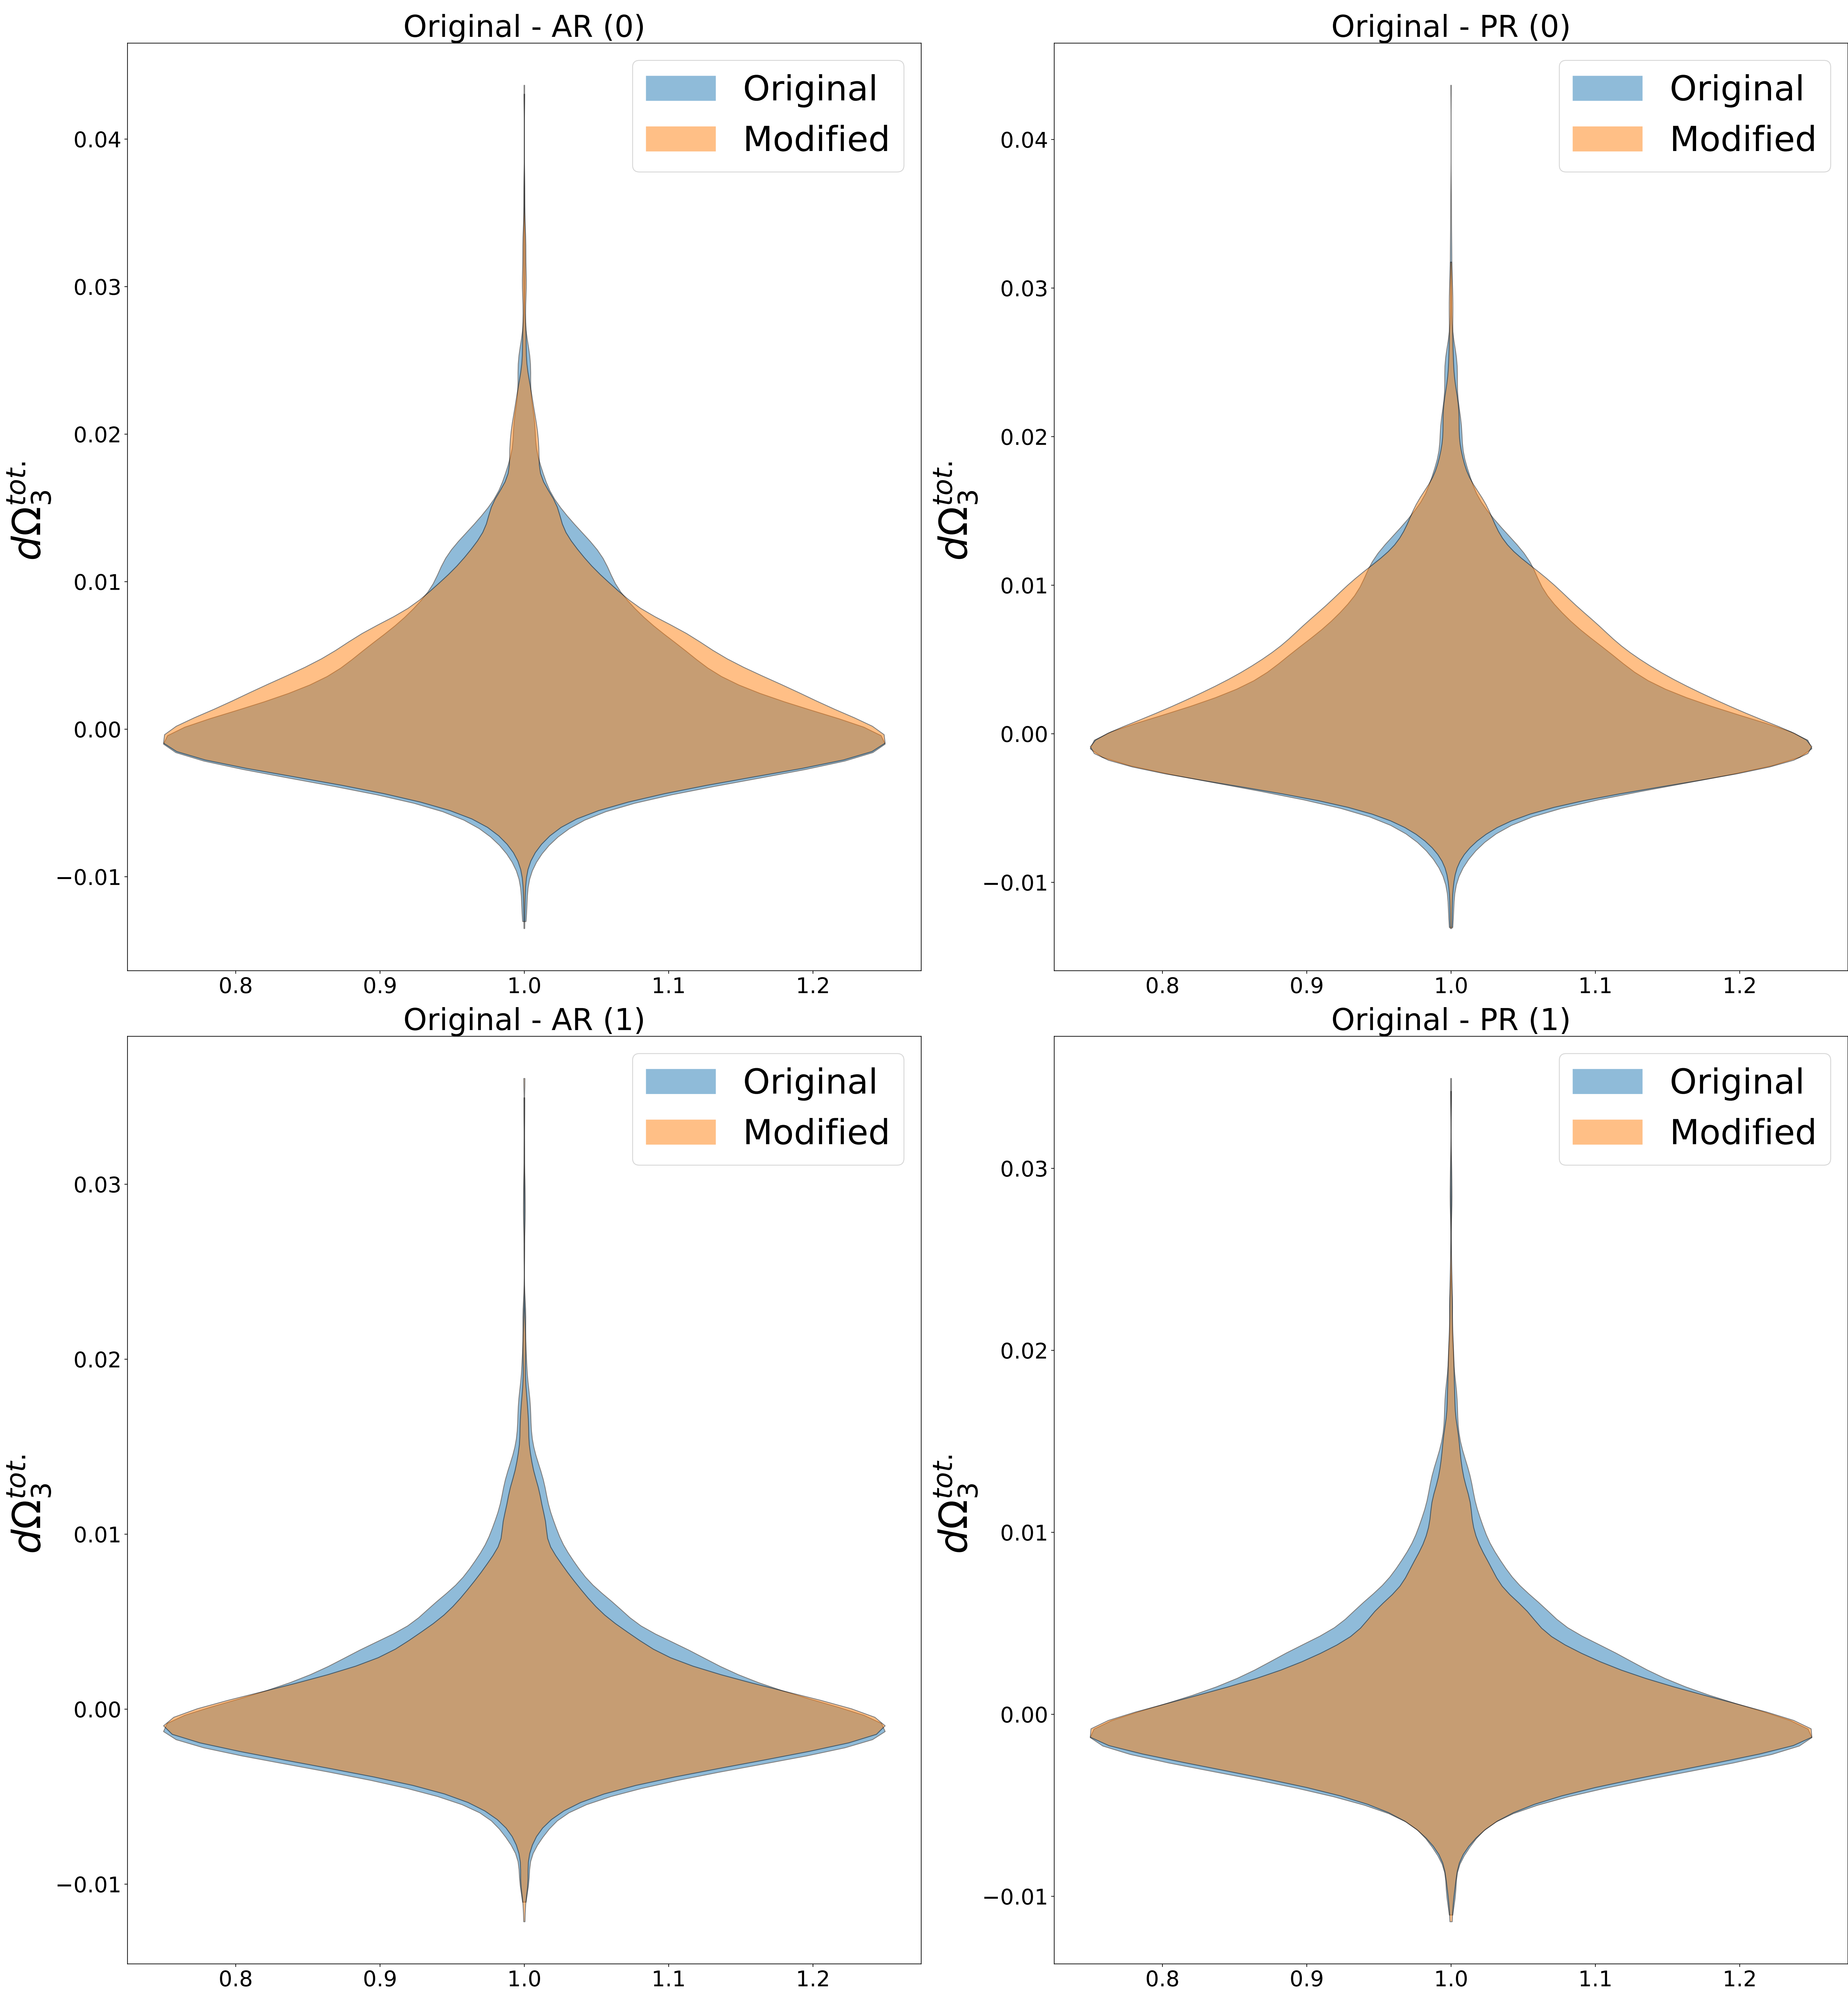 Original - AR (0)
Original
Modified
0.04
0.03
0.02
0.01
0.00
−0.01
dΩ₃ᵗᵒᵗ·
0.8 0.9 1.0 1.1 1.2
Original - PR (0)
Original
Modified
0.04
0.03
0.02
0.01
0.00
−0.01
dΩ₃ᵗᵒᵗ·
0.8 0.9 1.0 1.1 1.2
Original - AR (1)
Original
Modified
0.03
0.02
0.01
0.00
−0.01
dΩ₃ᵗᵒᵗ·
0.8 0.9 1.0 1.1 1.2
Original - PR (1)
Original
Modified
0.03
0.02
0.01
0.00
−0.01
dΩ₃ᵗᵒᵗ·
0.8 0.9 1.0 1.1 1.2